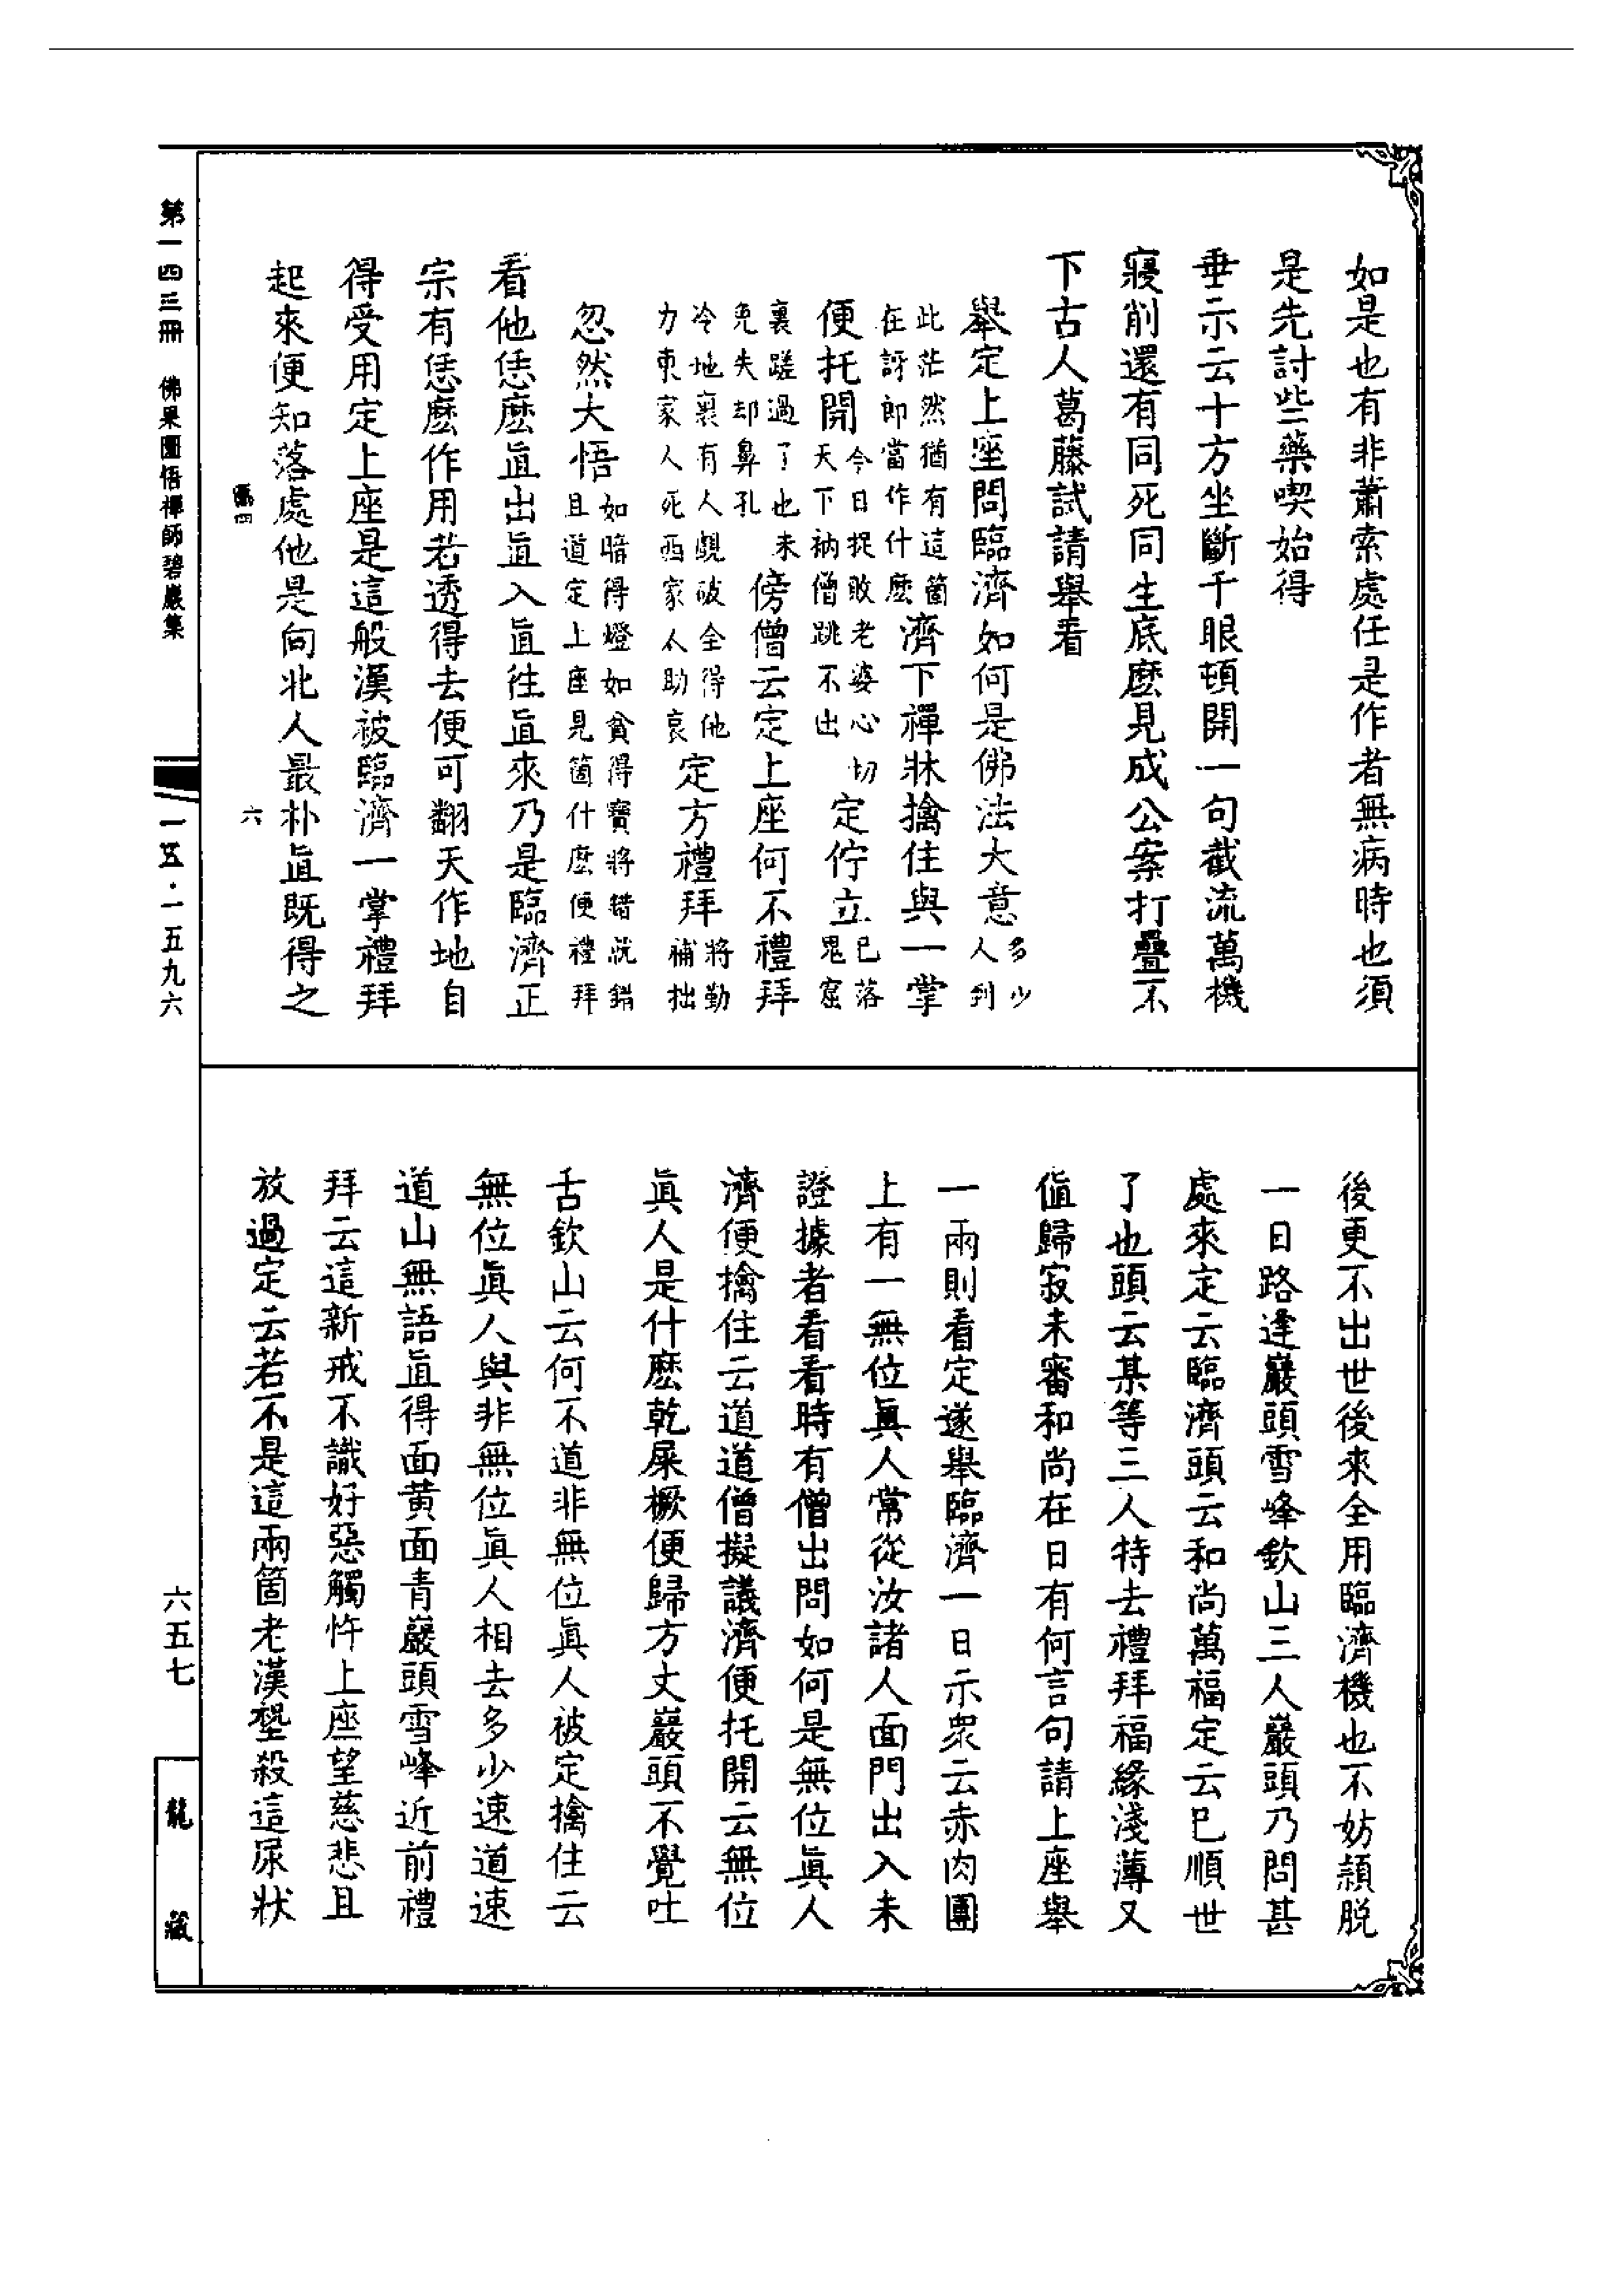 如是也有非蕭索處任是作者無病時也須
是先討些藥喫始得
垂示云十方坐斷千眼頓開一句截流萬機
寢削還有同死同生底麽見成公案打疊不
下古人葛藤試請舉看
舉定上座問臨濟如何是佛法大意多少人到
此茫然猶有這箇在訝郎當作什麽濟下禪牀擒住與一掌
便托開今日捉敗老婆心切天下衲僧跳不出定佇立已落鬼窟
裏蹉過了也未免失却鼻孔傍僧云定上座何不禮拜
冷地裏有人覷破全得他力東家人死西家人助哀定方禮拜將勤補拙
忽然大悟如暗得燈如貧得寶將錯就錯且道定上座見箇什麽便禮拜
看他恁麽直出直入直往直來乃是臨濟正
宗有恁麽作用若透得去便可翻天作地自
得受用定上座是這般漢被臨濟一掌禮拜
起來便知落處他是向北人最朴直既得之
六
後更不出世後來全用臨濟機也不妨頴脫
一日路逢巖頭雪峰欽山三人巖頭乃問甚
處來定云臨濟頭云和尚萬福定云已順世
了也頭云某等三人特去禮拜福緣淺薄又
值歸寂未審和尚在日有何言句請上座舉
一兩則看定遂舉臨濟一日示衆云赤肉團
上有一無位眞人常從汝諸人面門出入未
證據者看看時有僧出問如何是無位眞人
濟便擒住云道道僧擬議濟便托開云無位
眞人是什麽乾屎橛便歸方丈巖頭不覺吐
舌欽山云何不道非無位眞人被定擒住云
無位眞人與非無位眞人相去多少速道速
道山無語直得面黃面青巖頭雪峰近前禮
拜云這新戒不識好惡觸忤上座望慈悲且
放過定云若不是這兩箇老漢塈殺這尿狀
第一四三冊　佛果圜悟禪師碧巖集
一五五·一五九六
六五七
龍藏